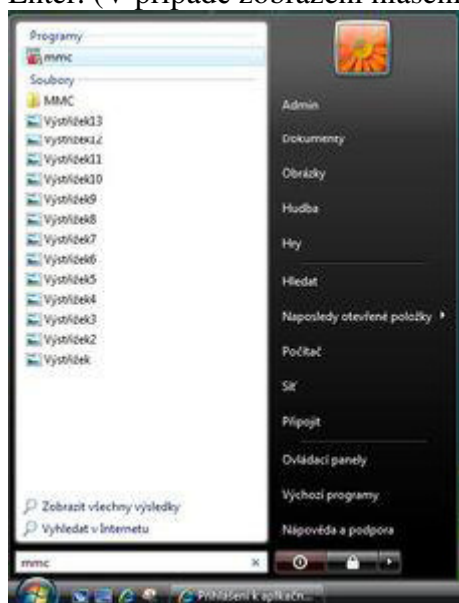 Enter. (V případě zobrazení hlášení
Programy
mmc
Soubory
MMC
Výstřižek13
Výstřižek12
Výstřižek11
Výstřižek10
Výstřižek9
Výstřižek8
Výstřižek7
Výstřižek6
Výstřižek5
Výstřižek4
Výstřižek3
Výstřižek2
Výstřižek
Zobrazit všechny výsledky
Vyhledat v Internetu
mmc
Admin
Dokumenty
Obrázky
Hudba
Hry
Hledat
Naposledy otevřené položky
Počítač
Síť
Připojit
Ovládací panely
Výchozí programy
Nápověda a podpora
Přihlášení k aplikačn...